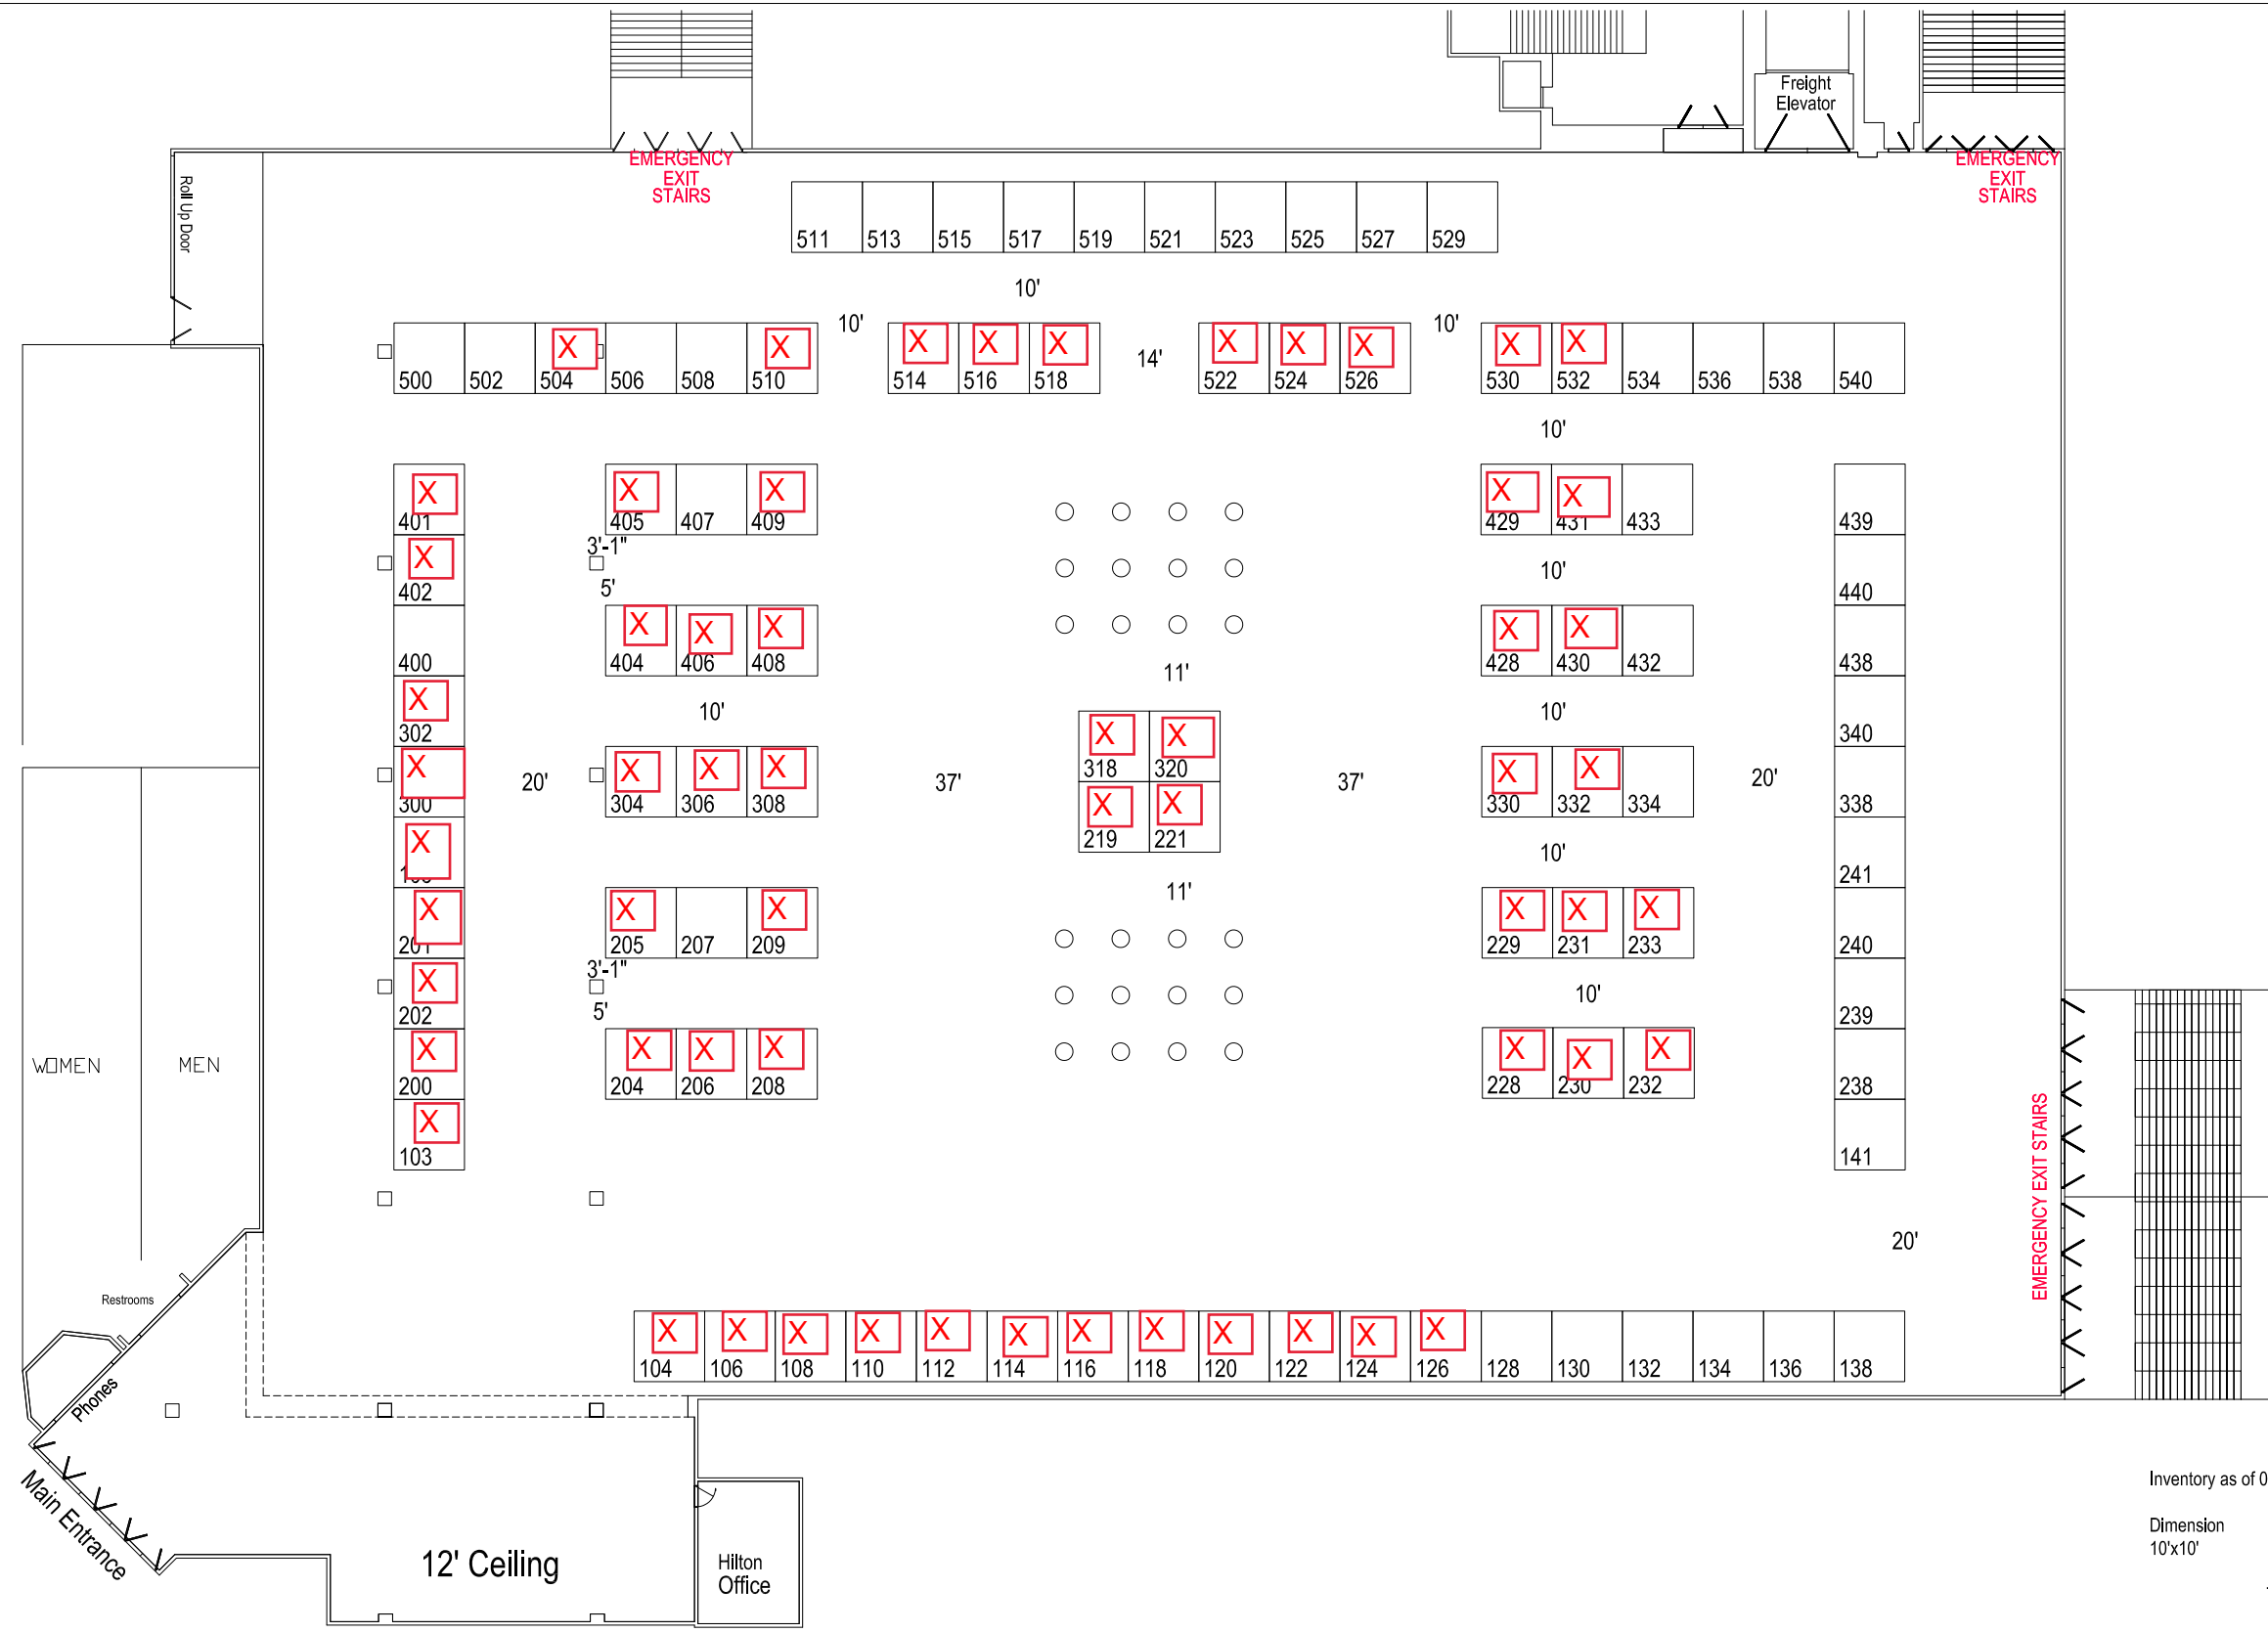 Freight
Elevator
EMERGENCY
EXIT
STAIRS
EMERGENCY
EXIT
STAIRS
Roll Up Door
511 513 515 517 519 521 523 525 527 529
10'
10' 10'
X X X X X X X X X X
14'
500 502 504 506 508 510 514 516 518 522 524 526 530 532 534 536 538 540
10'
X X X X X
401 405 407 409 429 431 433 439
3'-1"
X
10'
5'
402 440
X X X X X
400 404 406 408 428 430 432 438
11'
X
10' 10'
302 340
X X
318 320
X X X X X X
20' 37' 37' 20'
300 304 306 308 330 332 334 338
X X
219 221
X
10'
241
11'
X X X X X X
201 205 207 209 229 231 233 240
3'-1"
X
10'
5'
202 239
X X X X X X X
WOMEN MEN
200 204 206 208 228 230 232 238
X
103 141
EMERGENCY EXIT STAIRS
20'
Restrooms
X X X X X X X X X X X X
104 106 108 110 112 114 116 118 120 122 124 126 128 130 132 134 136 138
Phones
Main Entrance
12' Ceiling
Hilton
Office
Inventory as of 0
Dimension
10'x10'